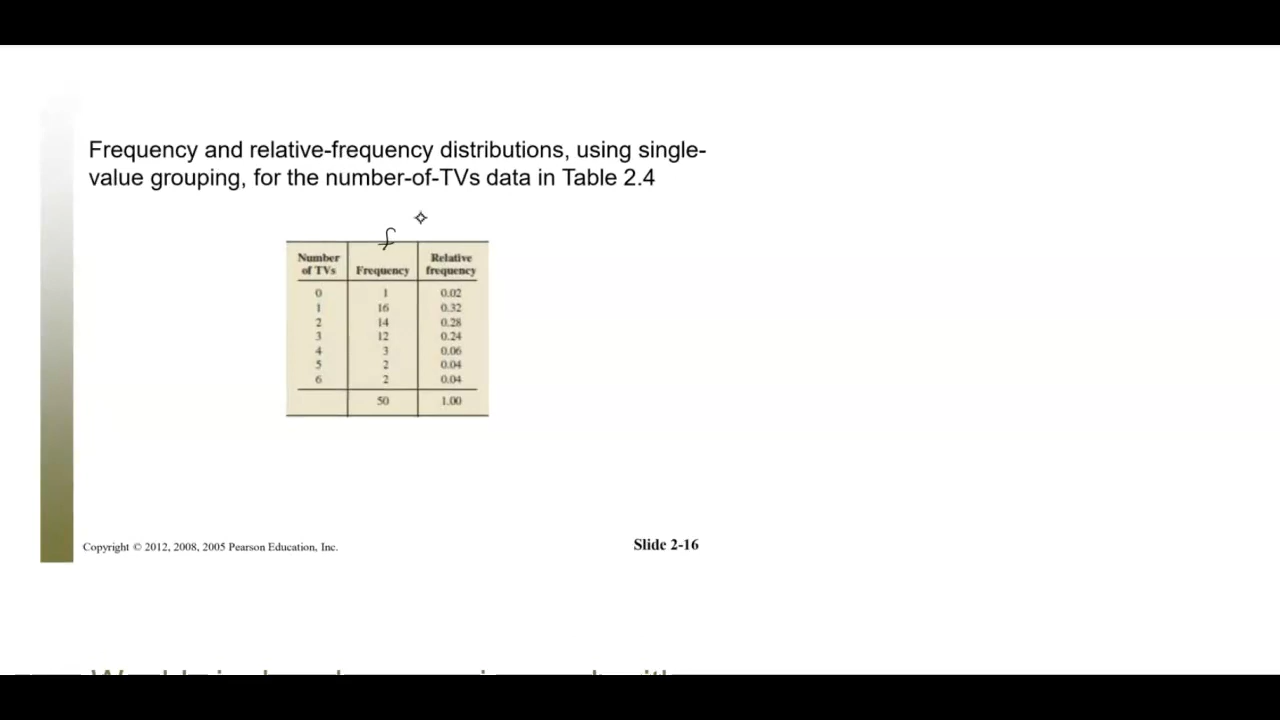 Frequency and relative-frequency distributions, using single-
value grouping, for the number-of-TVs data in Table 2.4
f
Number of TVs Frequency Relative frequency
0 1 0.02
1 16 0.32
2 14 0.28
3 12 0.24
4 3 0.06
5 2 0.04
6 2 0.04
50 1.00
Copyright © 2012, 2008, 2005 Pearson Education, Inc. Slide 2-16